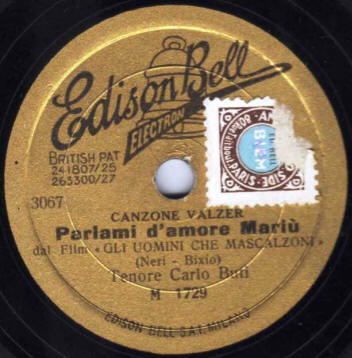 Edison Bell
ELECTRON
BRITISH PAT
241807/25
263300/27
BIEM
PARIS
3067
CANZONE VALZER
Parlami d'amore Mariù
dal Film «GLI UOMINI CHE MASCALZONI»
(Neri - Bixio)
Tenore Carlo Buti
M 1729
EDISON BELL S.A.I. MILANO